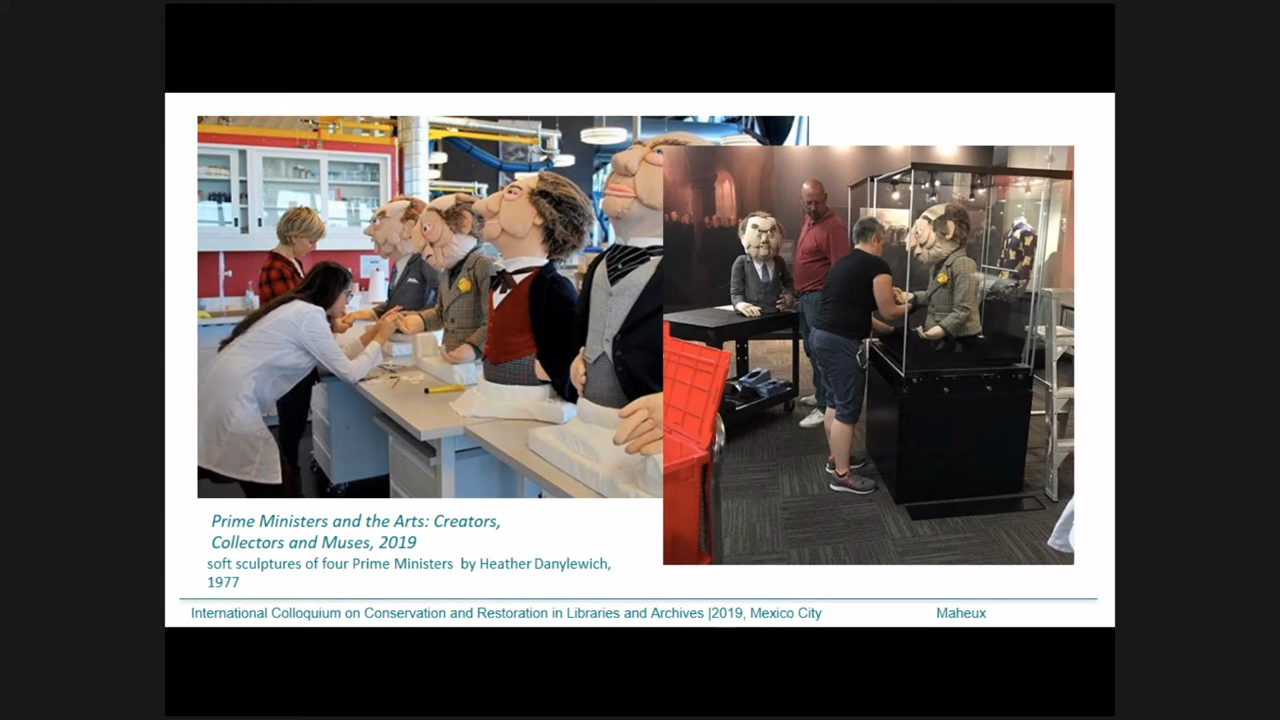 Prime Ministers and the Arts: Creators,
Collectors and Muses, 2019
soft sculptures of four Prime Ministers by Heather Danylewich,
1977
International Colloquium on Conservation and Restoration in Libraries and Archives |2019, Mexico City Maheux